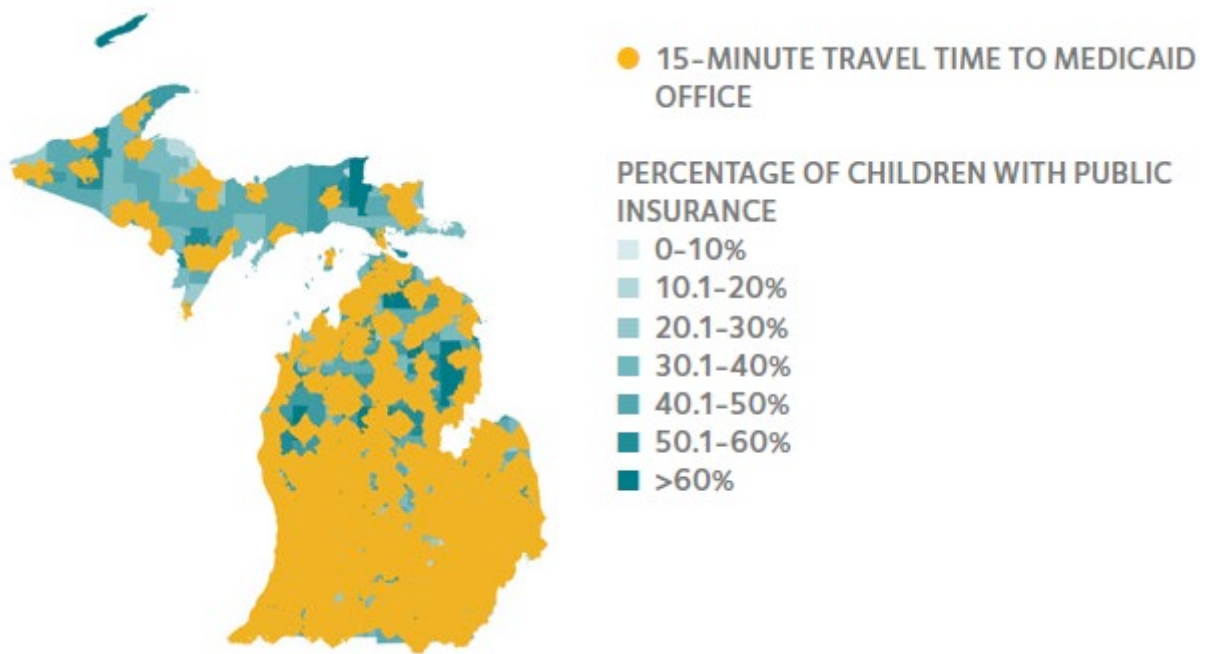 15-MINUTE TRAVEL TIME TO MEDICAID
OFFICE
PERCENTAGE OF CHILDREN WITH PUBLIC
INSURANCE
0-10%
10.1-20%
20.1-30%
30.1-40%
40.1-50%
50.1-60%
>60%